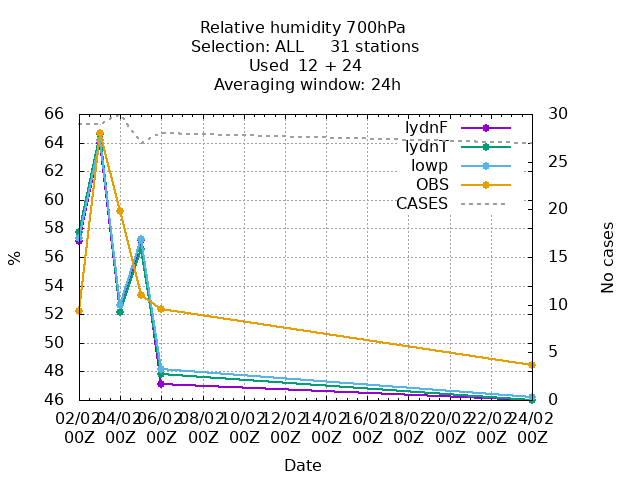 Relative humidity 700hPa
Selection: ALL 31 stations
Used 12 + 24
Averaging window: 24h
66 30
64
62 25
60 20
58
56 15
54
52 10
50
48 5
46 0
lydnF
lydnT
lowp
OBS
CASES
%
No cases
02/02 04/02 06/02 08/02 10/02 12/02 14/02 16/02 18/02 20/02 22/02 24/02
00Z 00Z 00Z 00Z 00Z 00Z 00Z 00Z 00Z 00Z 00Z 00Z
Date